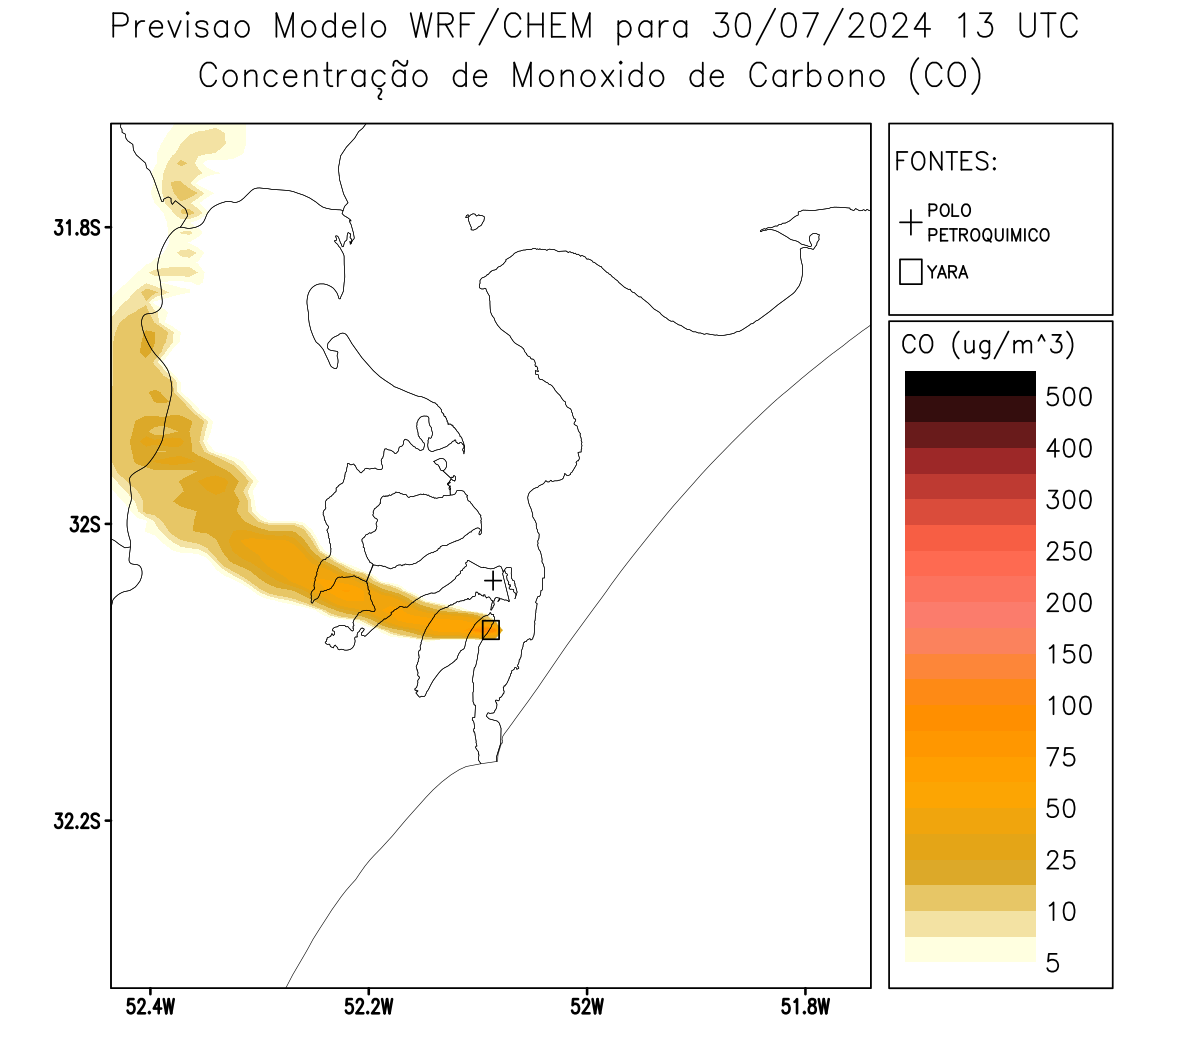 Previsao Modelo WRF/CHEM para 30/07/2024 13 UTC
Concentração de Monoxido de Carbono (CO)
FONTES:
POLO
PETROQUIMICO
YARA
31.8S
32S
32.2S
52.4W
52.2W
52W
51.8W
CO (ug/m^3)
500
400
300
250
200
150
100
75
50
25
10
5